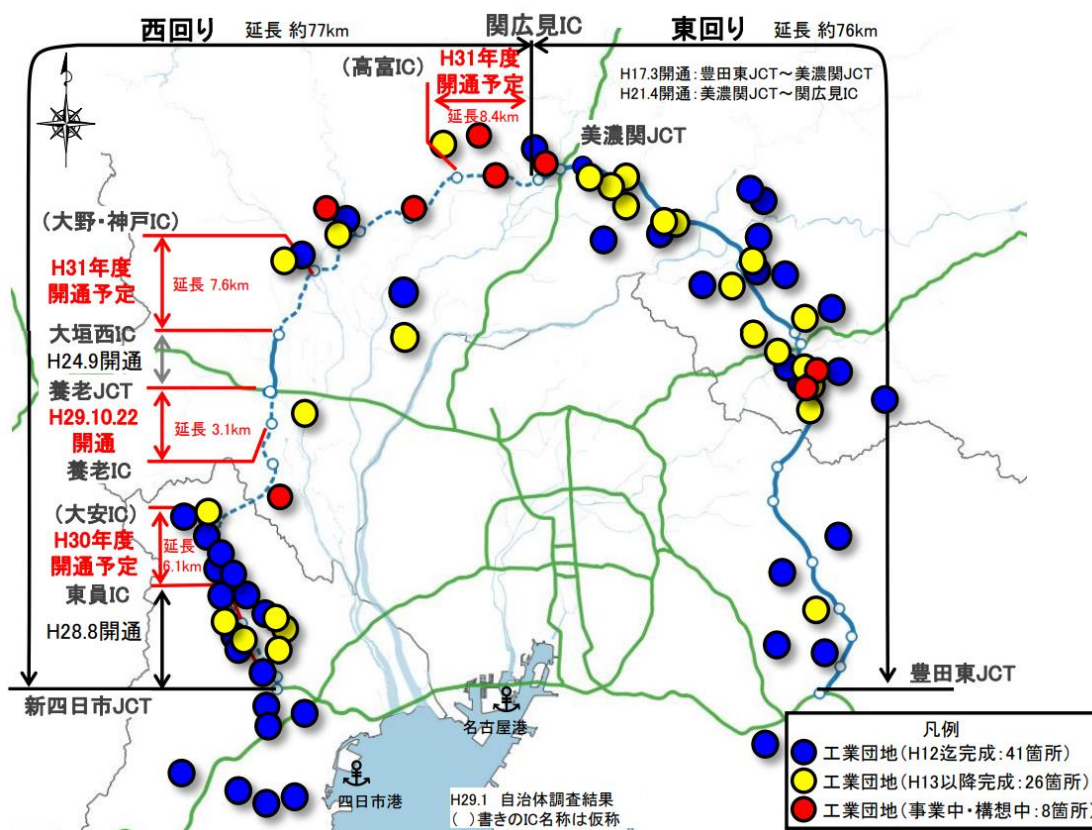 西回り 延長 約77km
関広見IC
東回り 延長 約76km
(高富IC)
H31年度
開通予定
延長8.4km
H17.3開通:豊田東JCT～美濃関JCT
H21.4開通:美濃関JCT～関広見IC
美濃関JCT
(大野・神戸IC)
H31年度
開通予定
延長 7.6km
大垣西IC
H24.9開通
養老JCT
H29.10.22
開通
延長 3.1km
養老IC
(大安IC)
H30年度
開通予定
延長
6.1km
東員IC
H28.8開通
新四日市JCT
豊田東JCT
名古屋港
四日市港
H29.1 自治体調査結果
( )書きのIC名称は仮称
凡例
工業団地(H12迄完成:41箇所)
工業団地(H13以降完成:26箇所)
工業団地(事業中・構想中:8箇所)